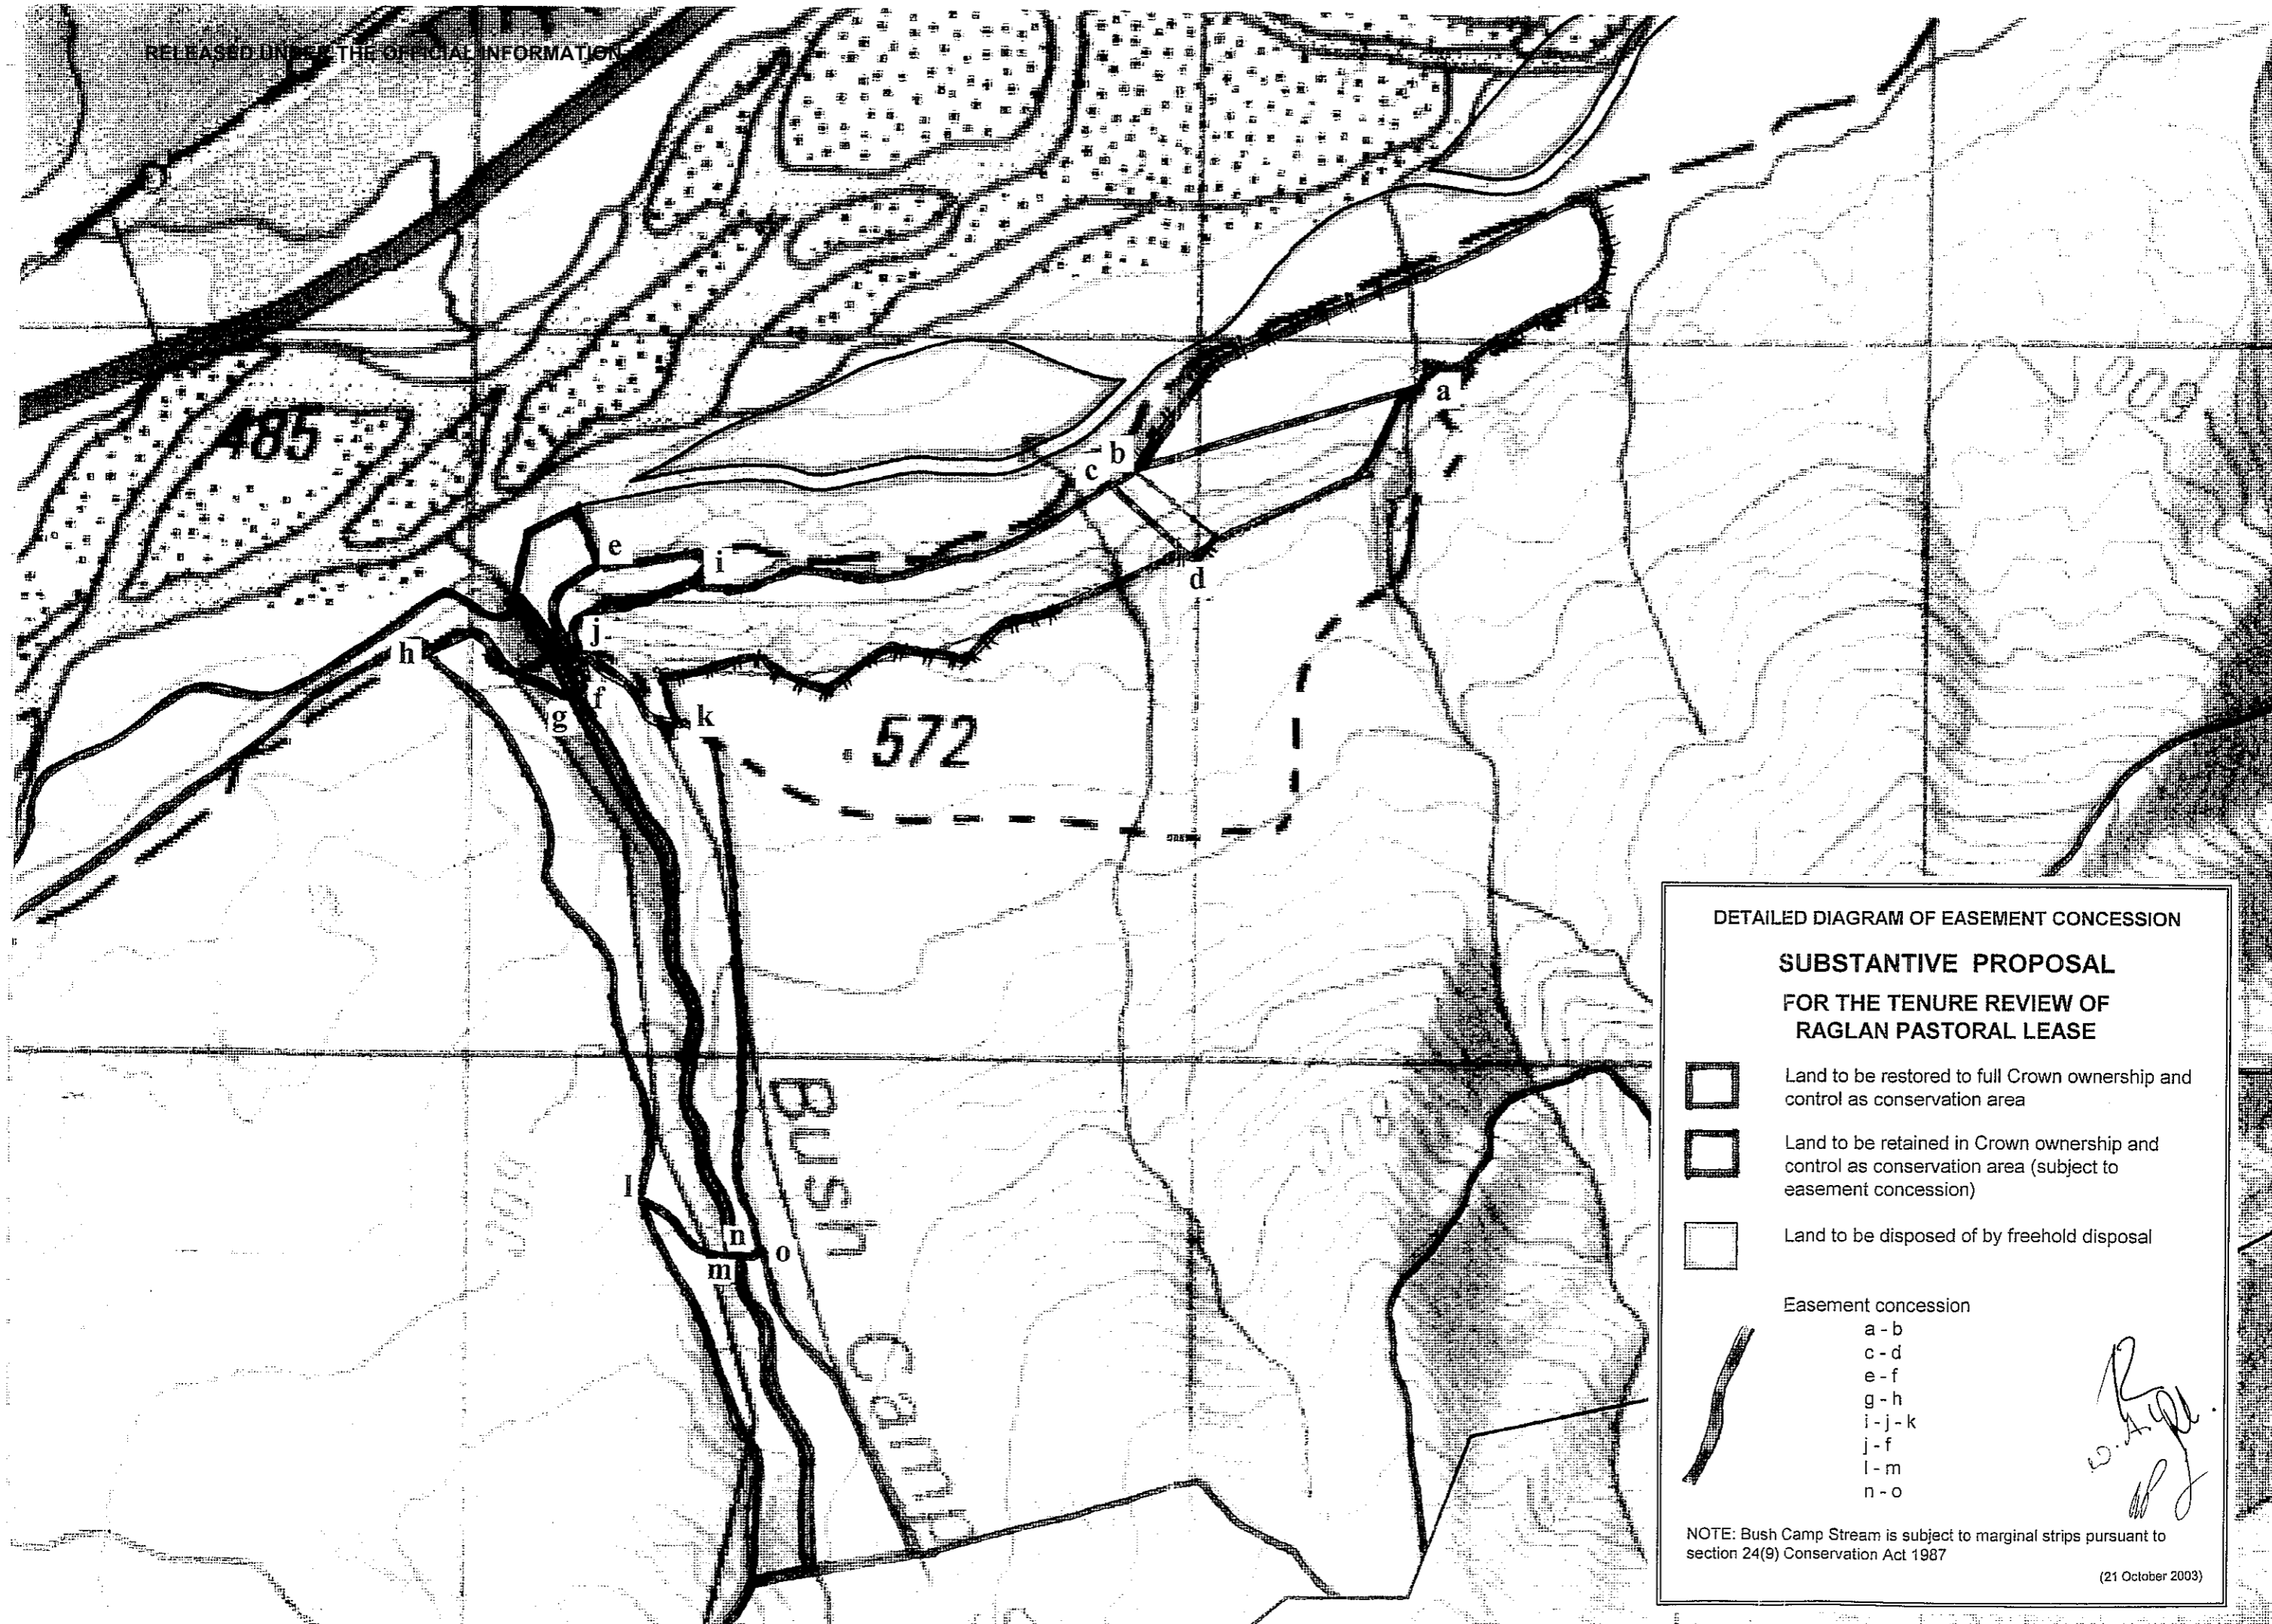 RELEASED UNDER THE OFFICIAL INFORMATION
485
a
b
c
d
e
i
h
j
f
g
k
572
Bush
Camp
l
n
o
m
DETAILED DIAGRAM OF EASEMENT CONCESSION
SUBSTANTIVE PROPOSAL
FOR THE TENURE REVIEW OF
RAGLAN PASTORAL LEASE
Land to be restored to full Crown ownership and
control as conservation area
Land to be retained in Crown ownership and
control as conservation area (subject to
easement concession)
Land to be disposed of by freehold disposal
Easement concession
a - b
c - d
e - f
g - h
i - j - k
j - f
l - m
n - o
NOTE: Bush Camp Stream is subject to marginal strips pursuant to
section 24(9) Conservation Act 1987
(21 October 2003)